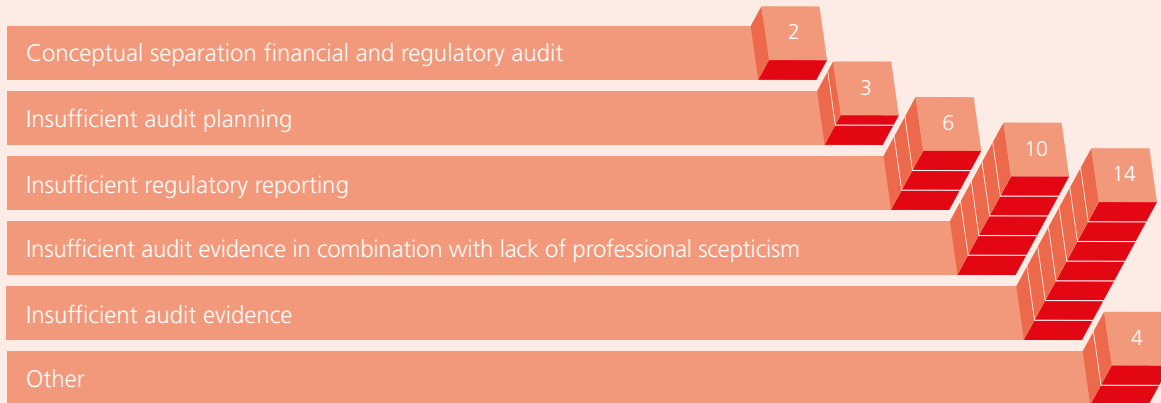 2
Conceptual separation financial and regulatory audit
3
Insufficient audit planning
6
Insufficient regulatory reporting
10
Insufficient audit evidence in combination with lack of professional scepticism
14
Insufficient audit evidence
4
Other